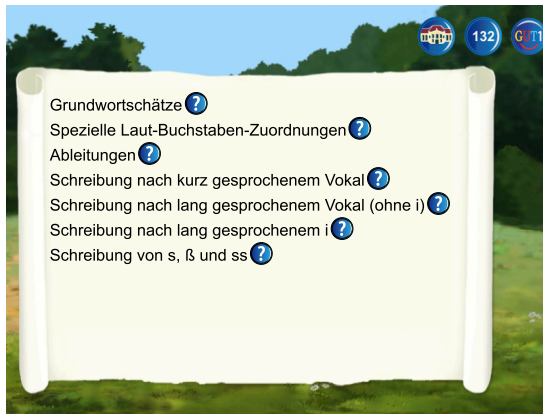 132
GUT1
Grundwortschätze ?
Spezielle Laut-Buchstaben-Zuordnungen ?
Ableitungen ?
Schreibung nach kurz gesprochenem Vokal ?
Schreibung nach lang gesprochenem Vokal (ohne i) ?
Schreibung nach lang gesprochenem i ?
Schreibung von s, ß und ss ?